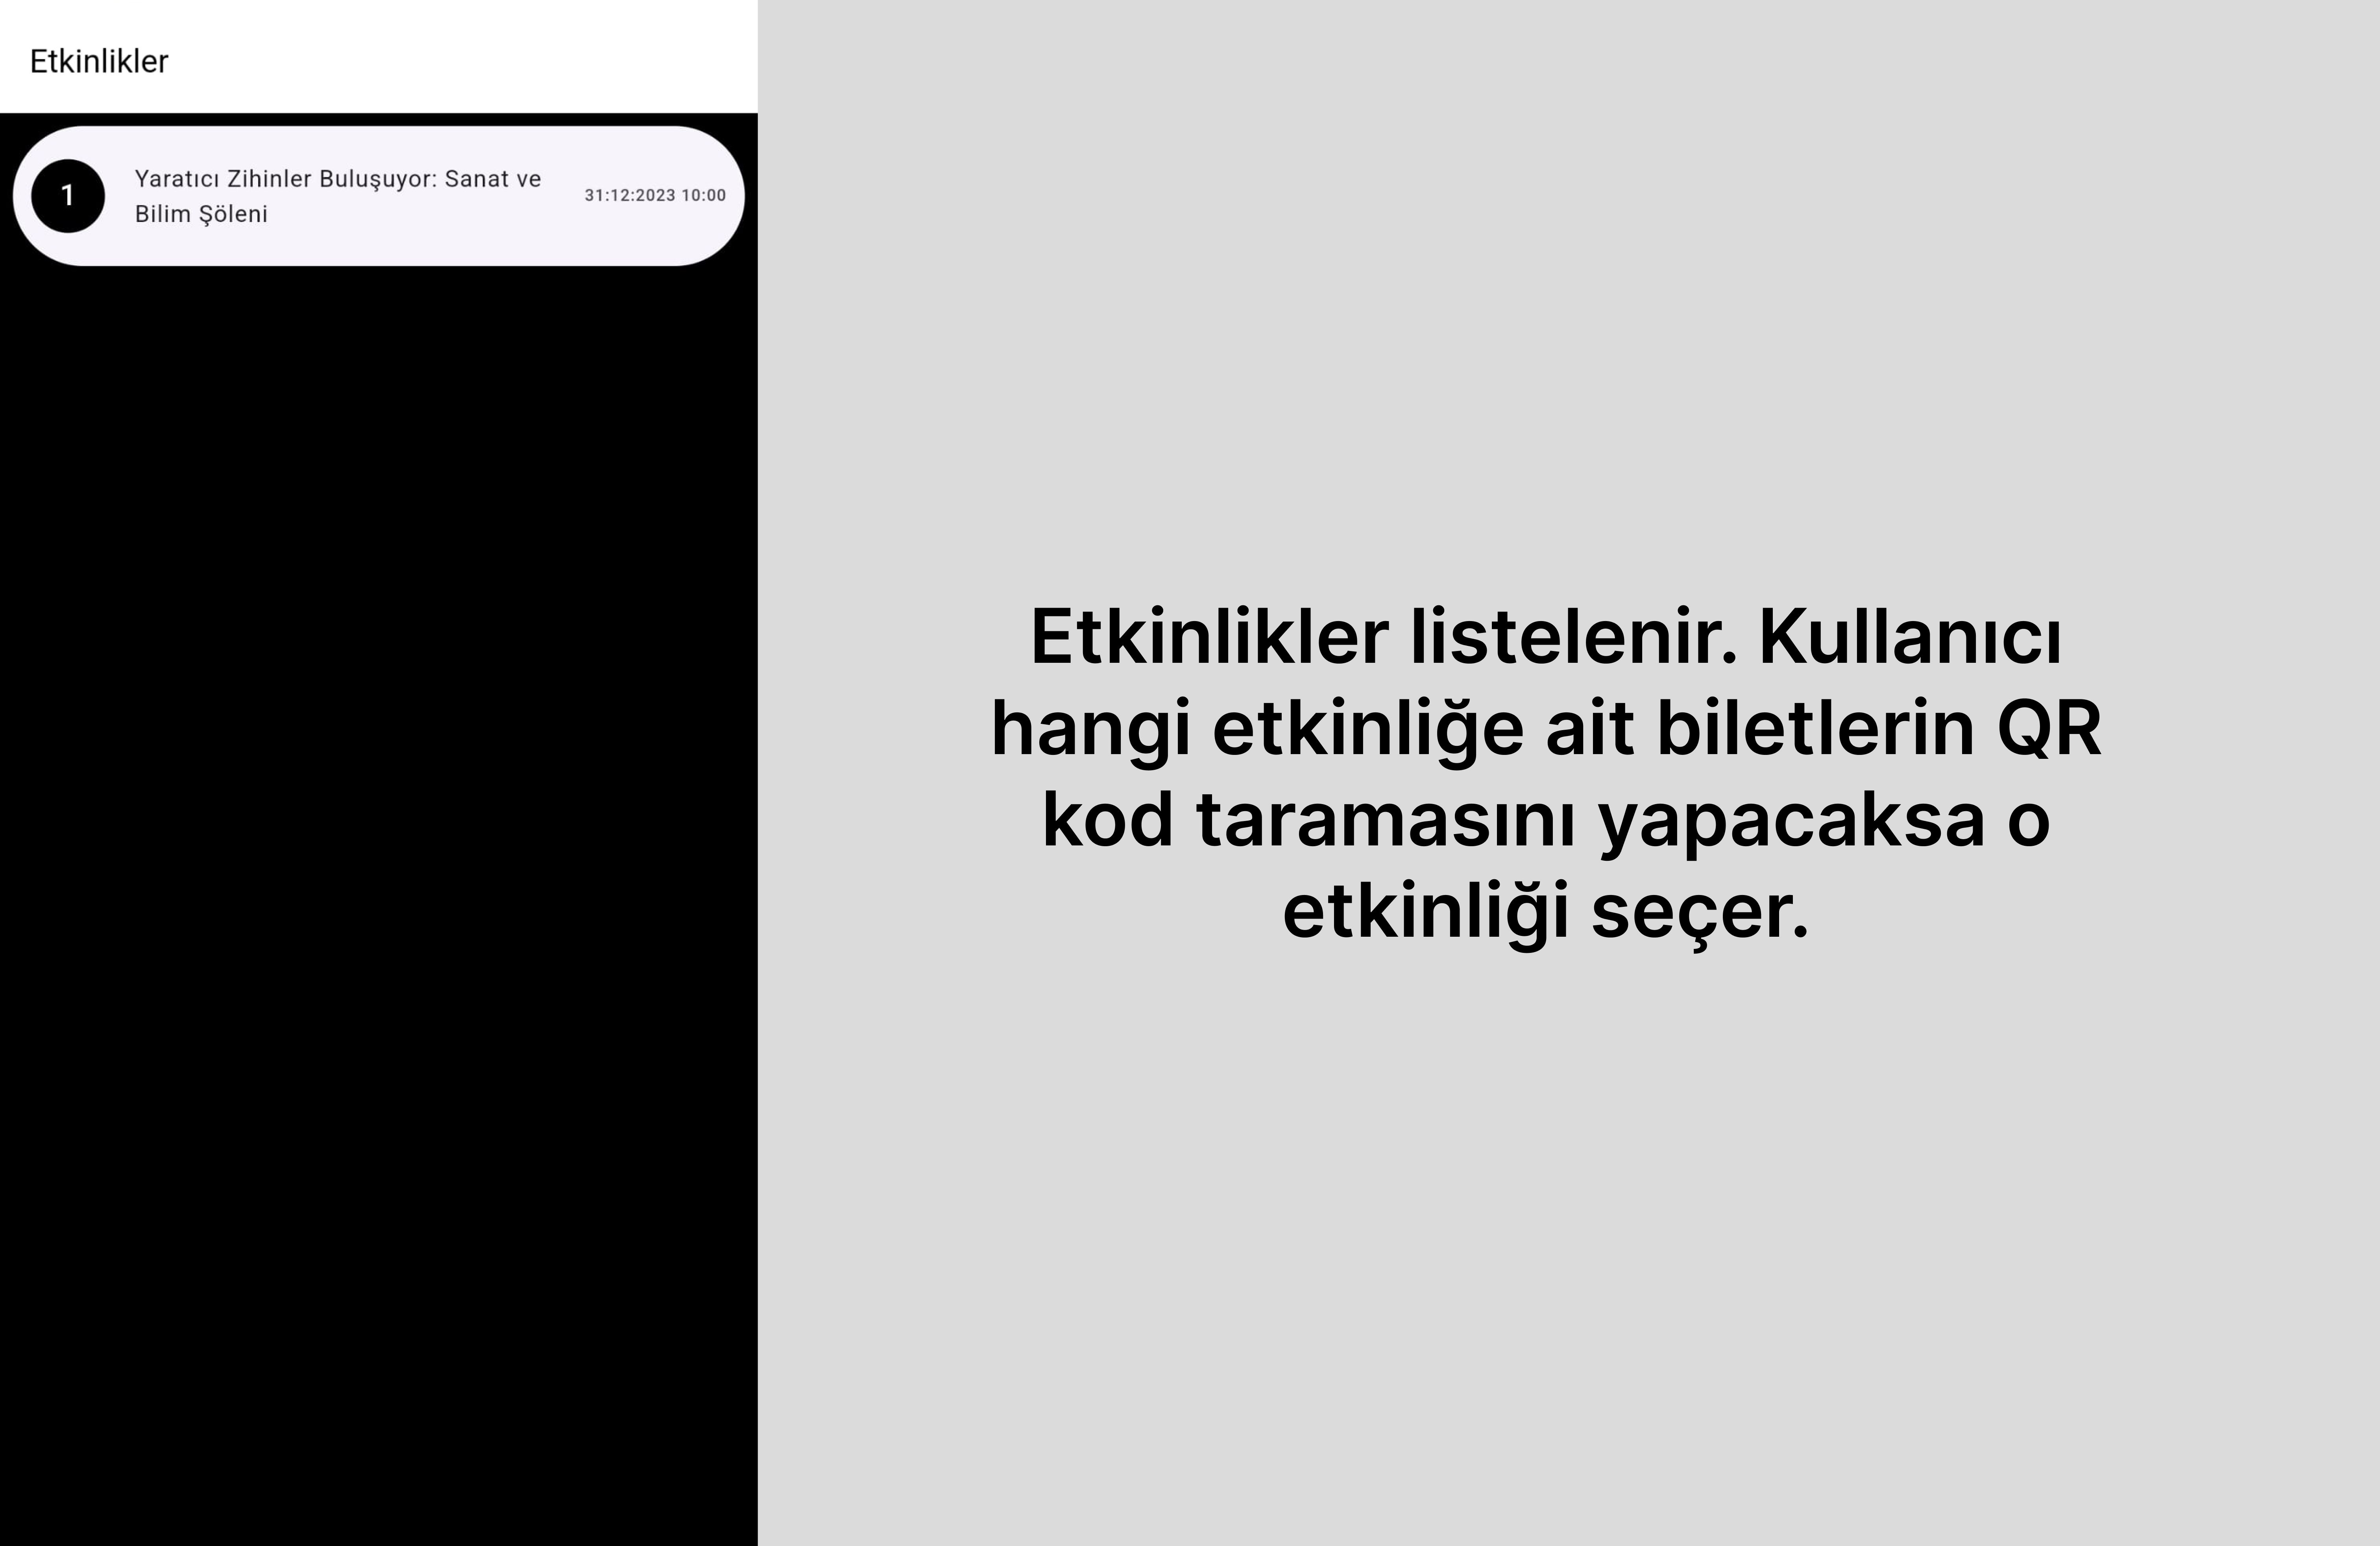 Etkinlikler
1
Yaratıcı Zihinler Buluşuyor: Sanat ve
Bilim Şöleni
31:12:2023 10:00
Etkinlikler listelenir. Kullanıcı
hangi etkinliğe ait biletlerin QR
kod taramasını yapacaksa o
etkinliği seçer.